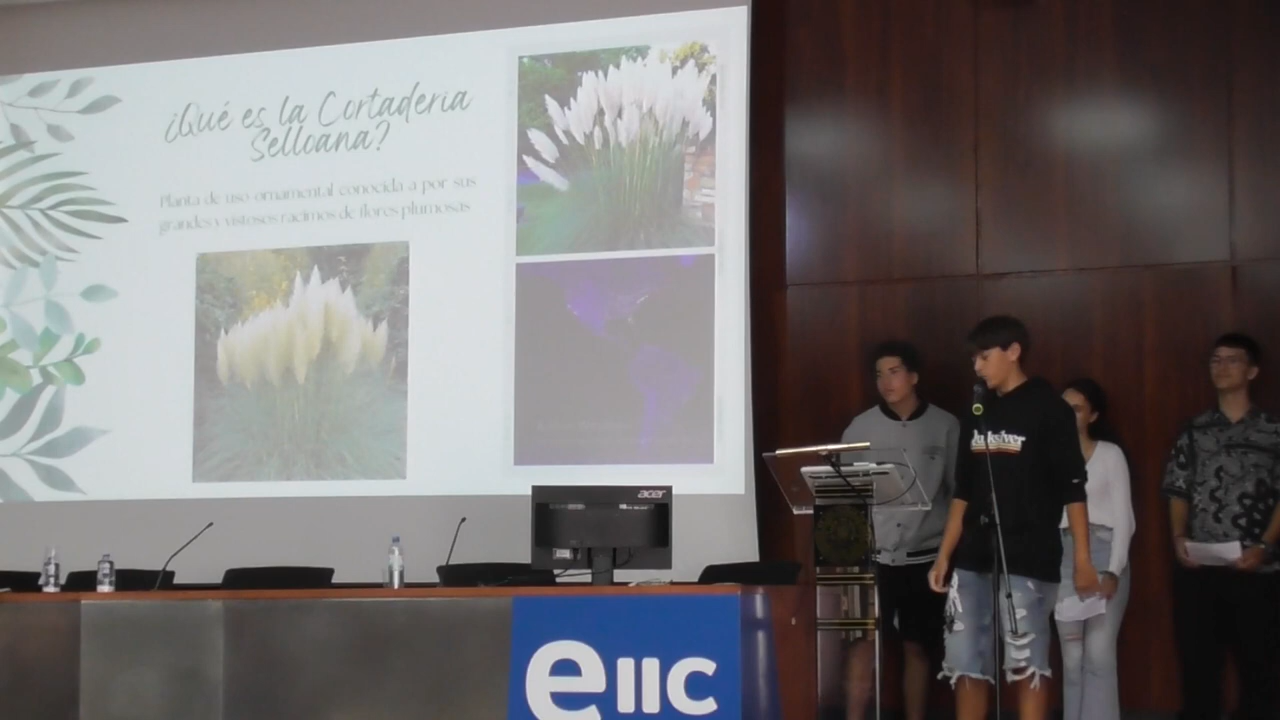 ¿Qué es la Cortadería
Selloana?
Planta de uso ornamental conocida a por sus
grandes y vistosos racimos de flores plumosas
acer
Quiksilver
eiic